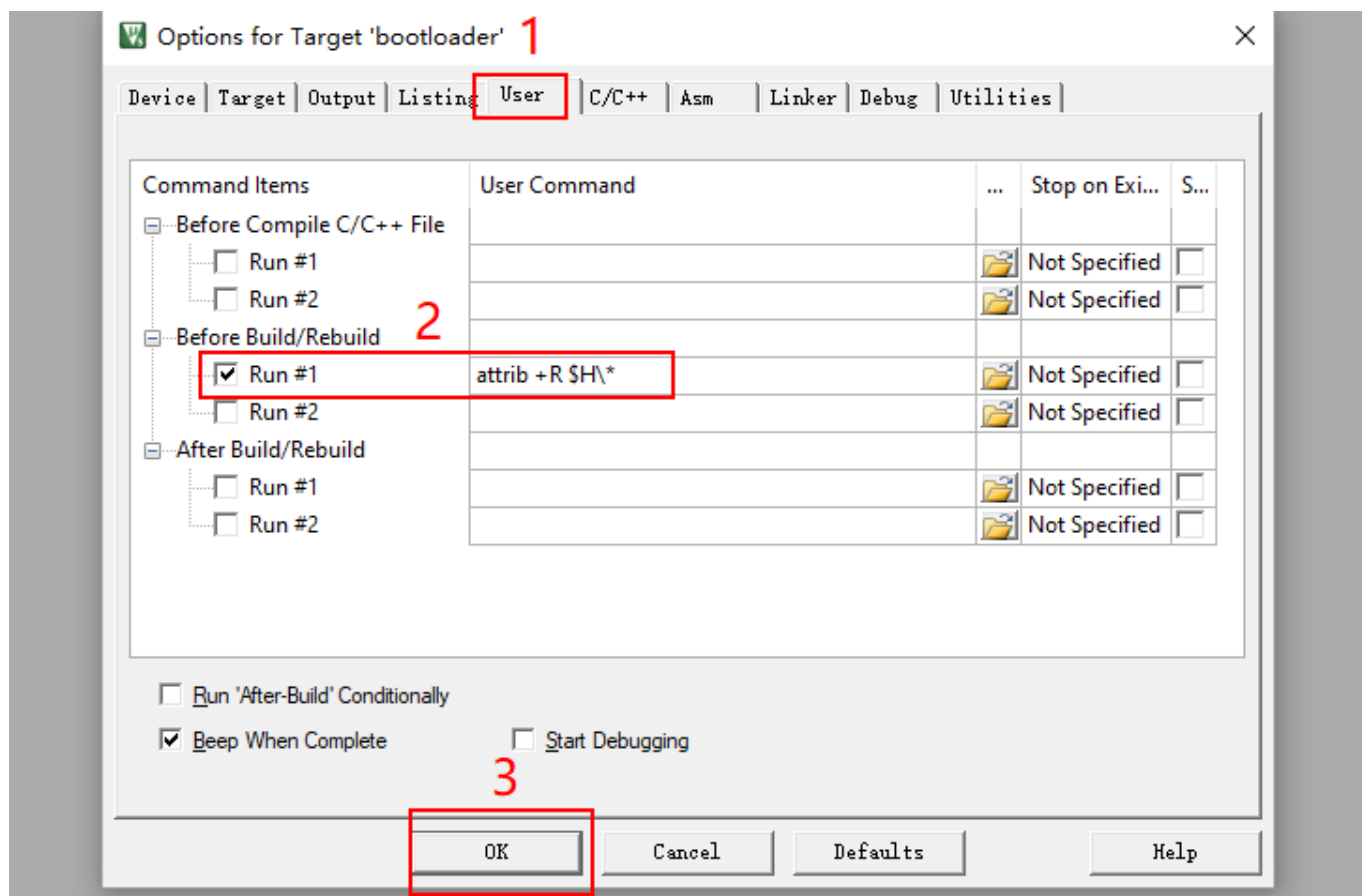 Options for Target 'bootloader' 1
Device Target Output Listing User C/C++ Asm Linker Debug Utilities
Command Items User Command ... Stop on Exi... S...
Before Compile C/C++ File
Run #1 Not Specified
Run #2 Not Specified
2
Before Build/Rebuild
Run #1 attrib +R $H\* Not Specified
Run #2 Not Specified
After Build/Rebuild
Run #1 Not Specified
Run #2 Not Specified
Run 'After-Build' Conditionally
Beep When Complete Start Debugging
3
OK Cancel Defaults Help